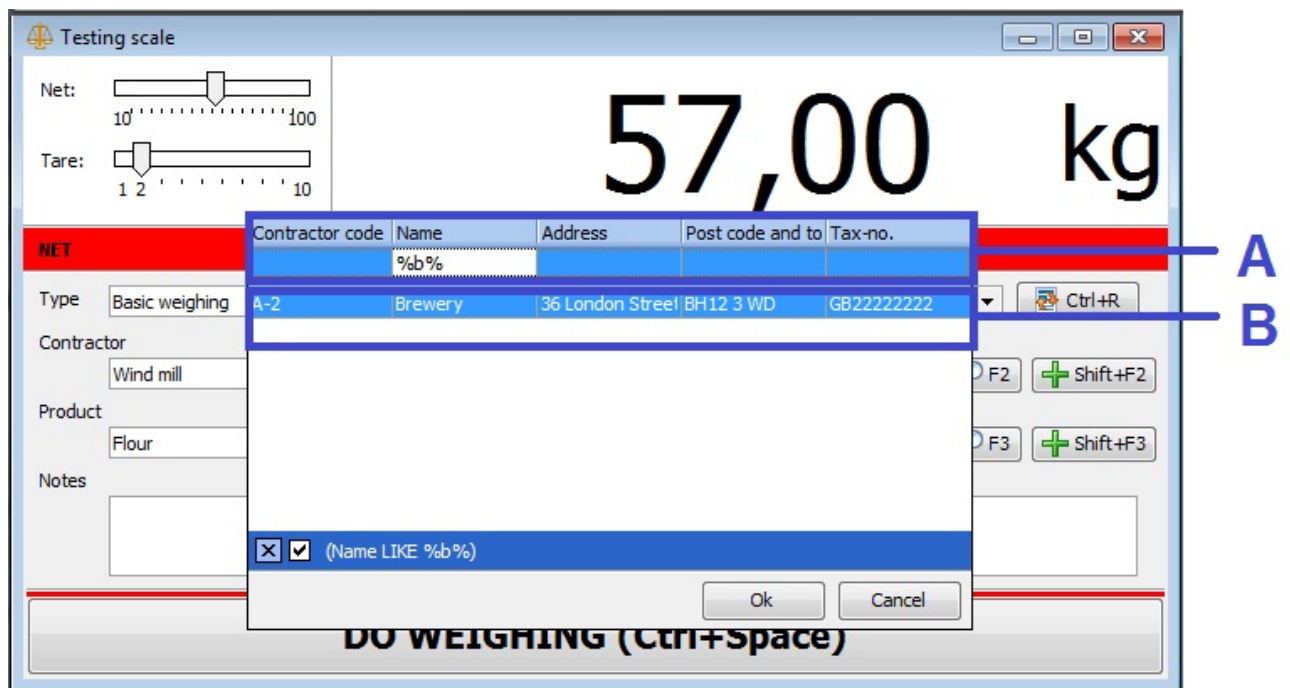 Testing scale
Net:
10 100
57,00 kg
Tare:
1 2 10
Contractor code Name Address Post code and to Tax-no.
NET
%b%
A
Type Basic weighing
A-2 Brewery 36 London Street BH12 3 WD GB22222222
Ctrl+R
B
Contractor
Wind mill
F2 Shift+F2
Product
Flour
F3 Shift+F3
Notes
(Name LIKE %b%)
Ok Cancel
DO WEIGHING (Ctrl+Space)